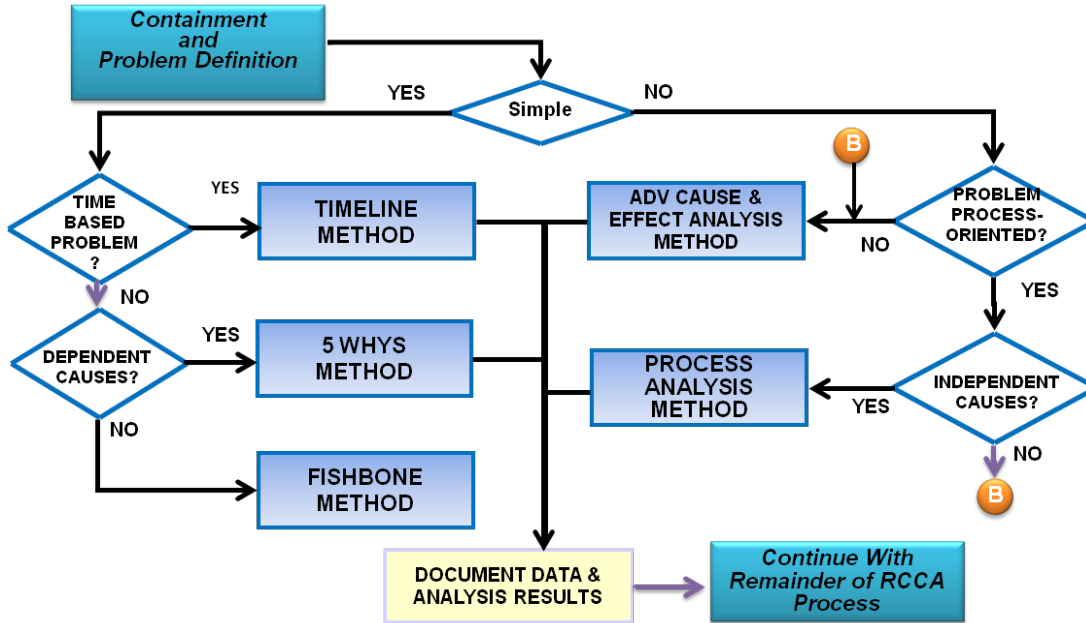 Containment
and
Problem Definition
YES
NO
Simple
B
TIME
BASED
PROBLEM
?
YES
TIMELINE
METHOD
ADV CAUSE &
EFFECT ANALYSIS
METHOD
NO
PROBLEM
PROCESS-
ORIENTED?
NO
YES
DEPENDENT
CAUSES?
YES
5 WHYS
METHOD
PROCESS
ANALYSIS
METHOD
YES
INDEPENDENT
CAUSES?
NO
NO
B
FISHBONE
METHOD
DOCUMENT DATA &
ANALYSIS RESULTS
Continue With
Remainder of RCCA
Process